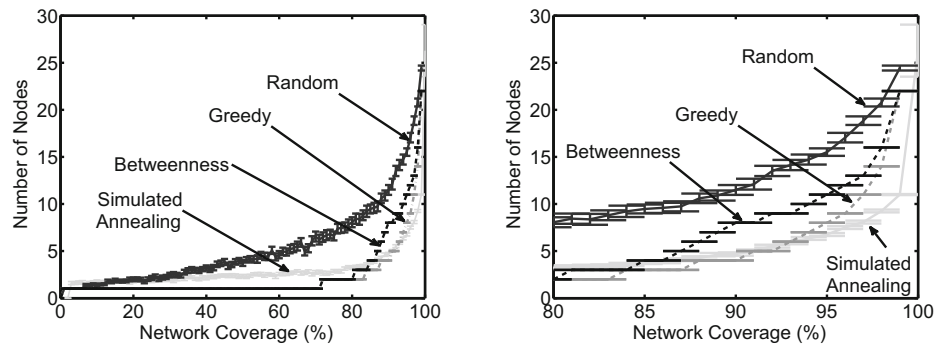 30
25
20
15
10
5
0
Number of Nodes
Random
Greedy
Betweenness
Simulated
Annealing
0 20 40 60 80 100
Network Coverage (%)
30
25
20
15
10
5
0
Number of Nodes
Random
Greedy
Betweenness
Simulated
Annealing
80 85 90 95 100
Network Coverage (%)